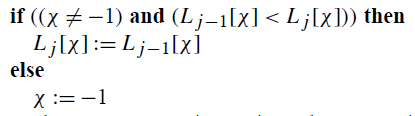 if ((χ ≠ −1) and (L_{j−1}[χ] < L_j[χ])) then
L_j[χ] := L_{j−1}[χ]
else
χ := −1